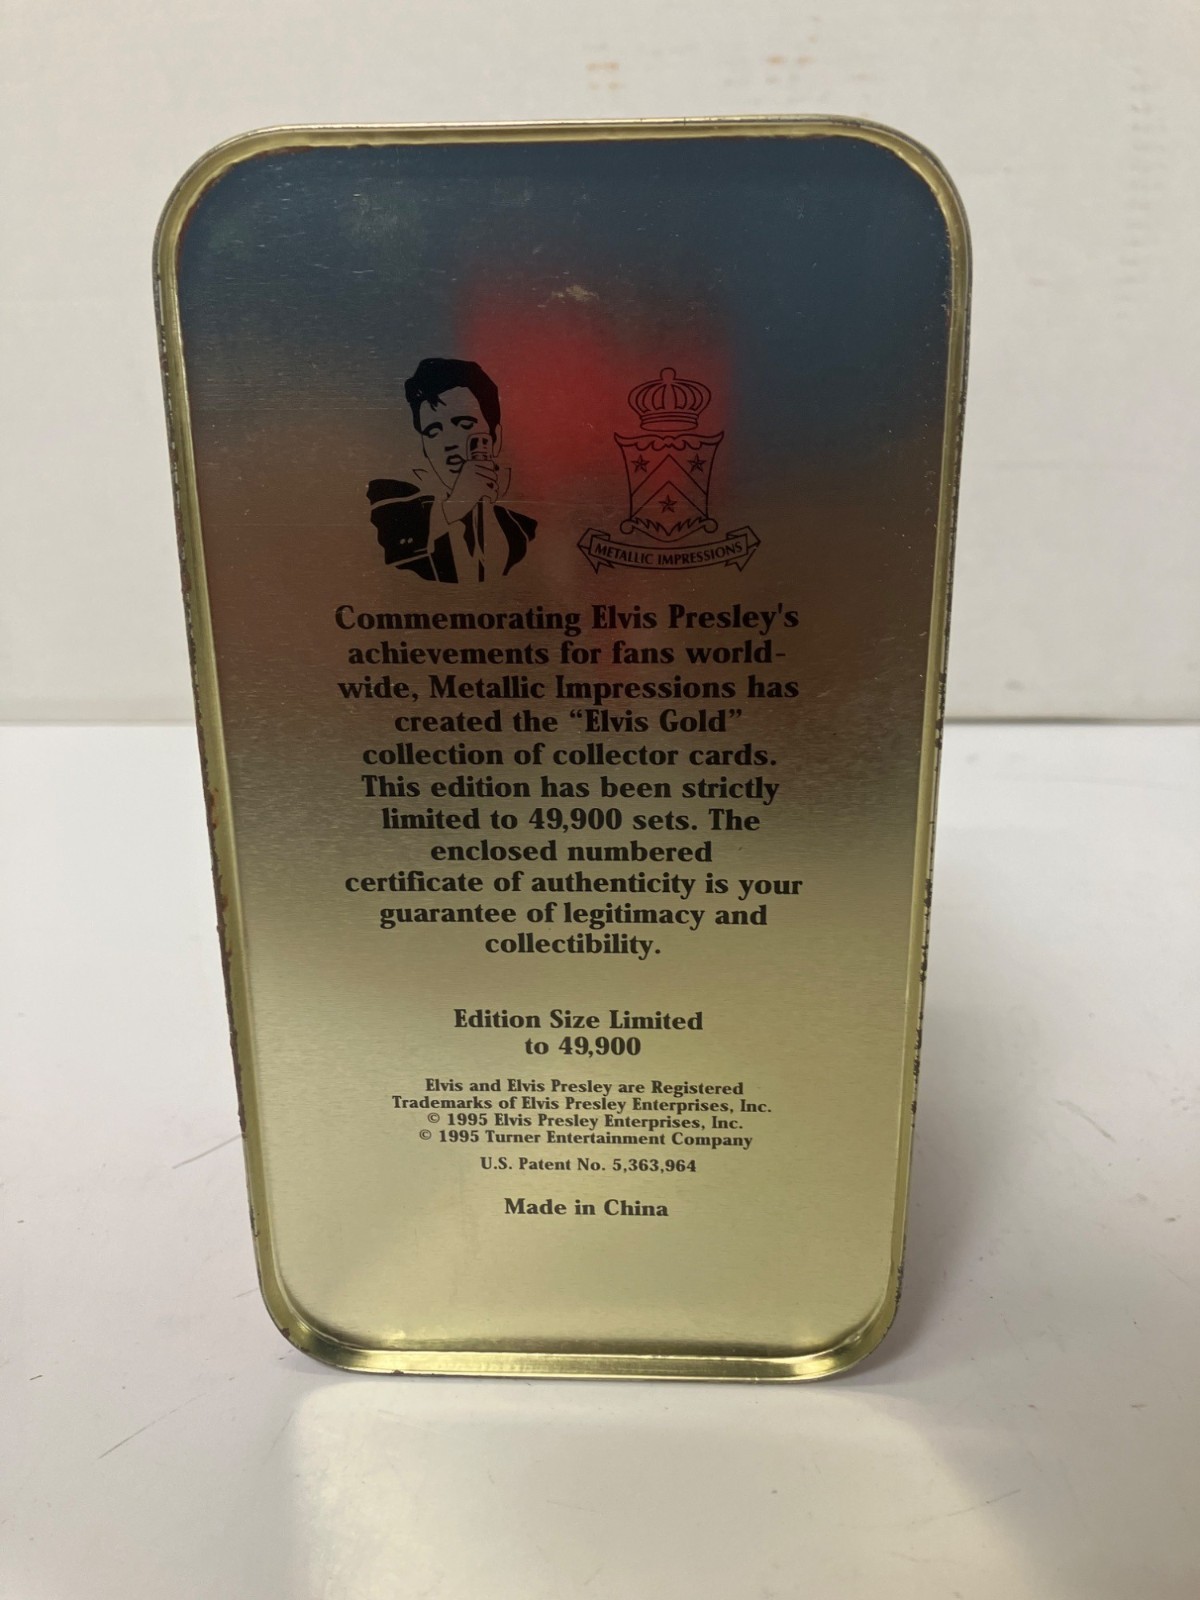 METALLIC IMPRESSIONS
Commemorating Elvis Presley's
achievements for fans world-
wide, Metallic Impressions has
created the “Elvis Gold”
collection of collector cards.
This edition has been strictly
limited to 49,900 sets. The
enclosed numbered
certificate of authenticity is your
guarantee of legitimacy and
collectibility.
Edition Size Limited
to 49,900
Elvis and Elvis Presley are Registered
Trademarks of Elvis Presley Enterprises, Inc.
© 1995 Elvis Presley Enterprises, Inc.
© 1995 Turner Entertainment Company
U.S. Patent No. 5,363,964
Made in China